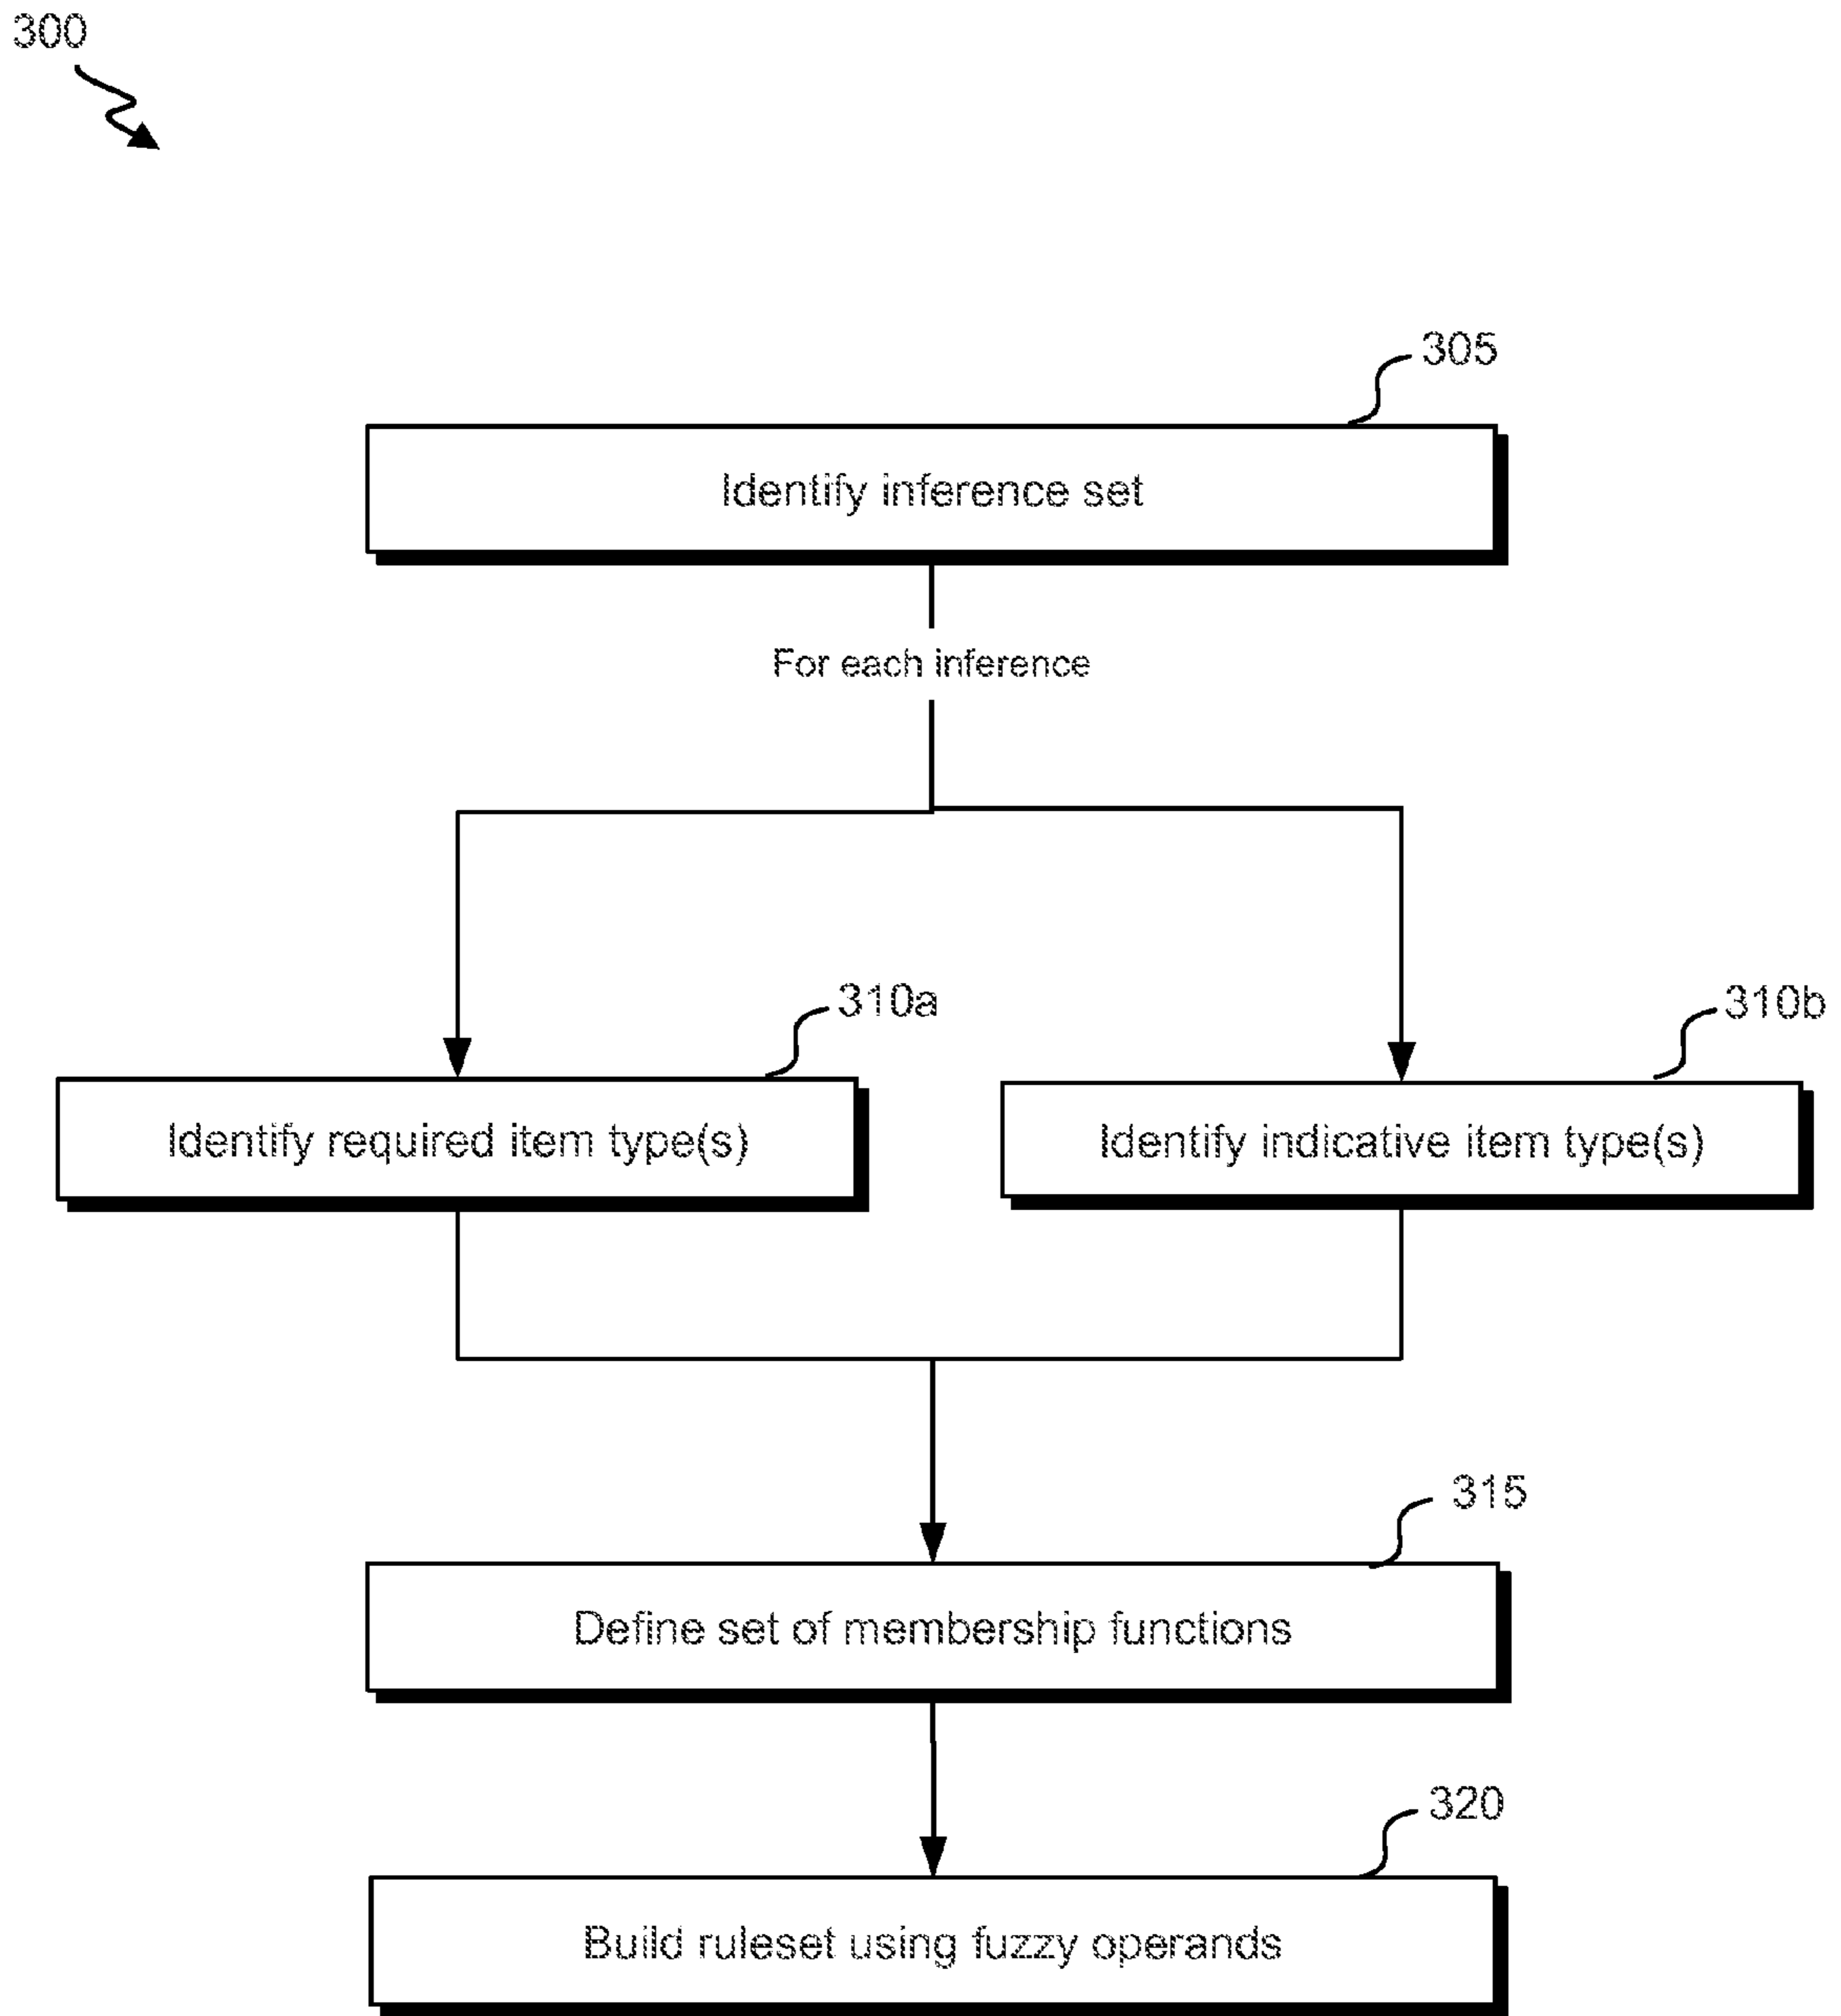 300
305
Identify inference set
For each inference
310a
310b
Identify required item type(s)
Identify indicative item type(s)
315
Define set of membership functions
320
Build ruleset using fuzzy operands